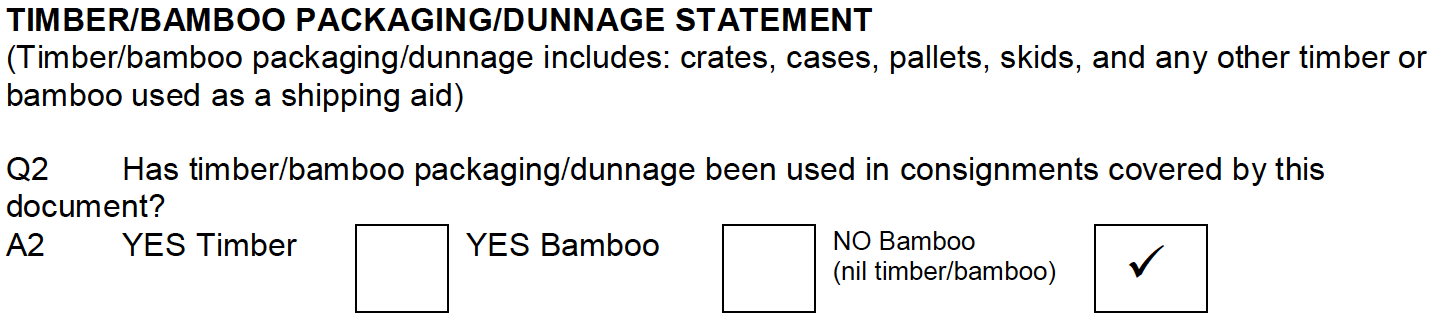 TIMBER/BAMBOO PACKAGING/DUNNAGE STATEMENT
(Timber/bamboo packaging/dunnage includes: crates, cases, pallets, skids, and any other timber or
bamboo used as a shipping aid)
Q2 Has timber/bamboo packaging/dunnage been used in consignments covered by this
document?
A2 YES Timber YES Bamboo NO Bamboo
(nil timber/bamboo) ✓